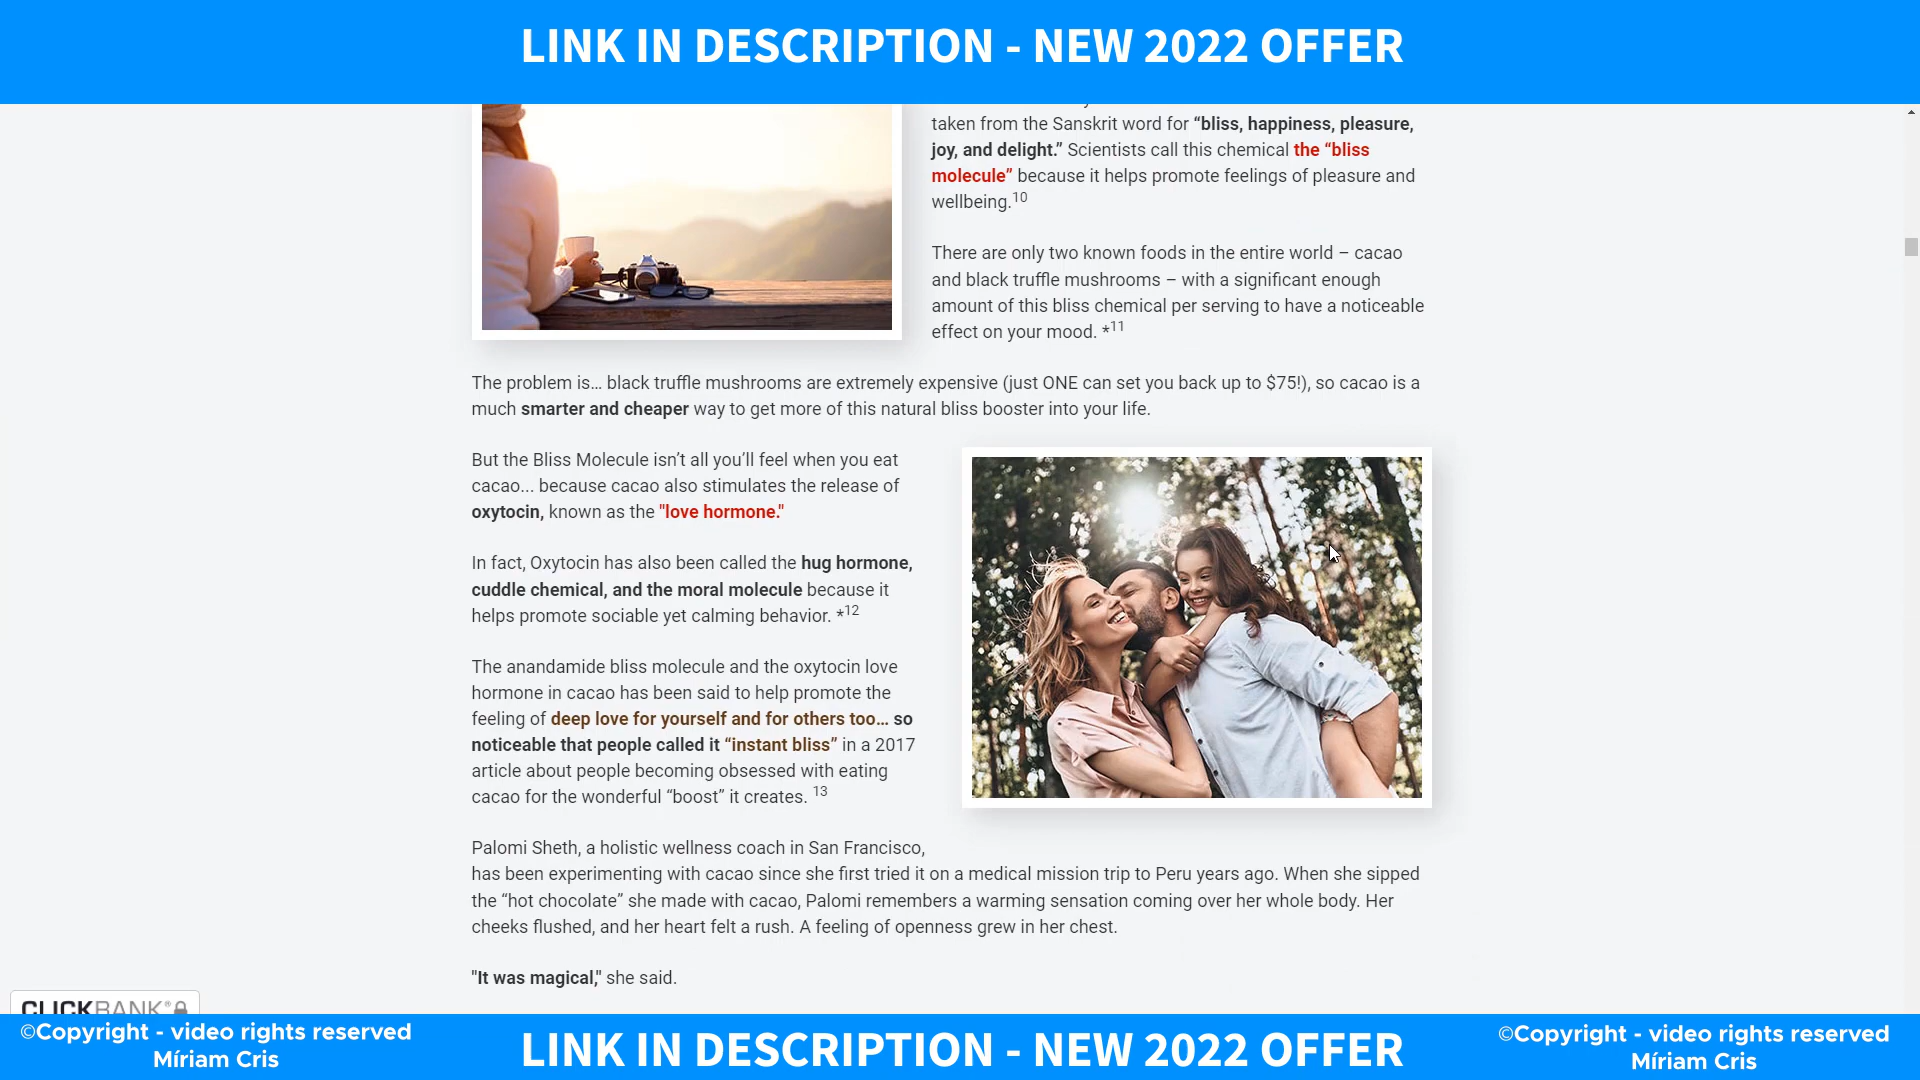 LINK IN DESCRIPTION - NEW 2022 OFFER
taken from the Sanskrit word for “bliss, happiness, pleasure,
joy, and delight.” Scientists call this chemical the “bliss
molecule” because it helps promote feelings of pleasure and
wellbeing.10
There are only two known foods in the entire world – cacao
and black truffle mushrooms – with a significant enough
amount of this bliss chemical per serving to have a noticeable
effect on your mood. *11
The problem is... black truffle mushrooms are extremely expensive (just ONE can set you back up to $75!), so cacao is a
much smarter and cheaper way to get more of this natural bliss booster into your life.
But the Bliss Molecule isn’t all you’ll feel when you eat
cacao... because cacao also stimulates the release of
oxytocin, known as the "love hormone."
In fact, Oxytocin has also been called the hug hormone,
cuddle chemical, and the moral molecule because it
helps promote sociable yet calming behavior. *12
The anandamide bliss molecule and the oxytocin love
hormone in cacao has been said to help promote the
feeling of deep love for yourself and for others too... so
noticeable that people called it “instant bliss” in a 2017
article about people becoming obsessed with eating
cacao for the wonderful “boost” it creates. 13
Palomi Sheth, a holistic wellness coach in San Francisco,
has been experimenting with cacao since she first tried it on a medical mission trip to Peru years ago. When she sipped
the “hot chocolate” she made with cacao, Palomi remembers a warming sensation coming over her whole body. Her
cheeks flushed, and her heart felt a rush. A feeling of openness grew in her chest.
"It was magical," she said.
CLICKBANK®
©Copyright - video rights reserved
Míriam Cris
LINK IN DESCRIPTION - NEW 2022 OFFER
©Copyright - video rights reserved
Míriam Cris